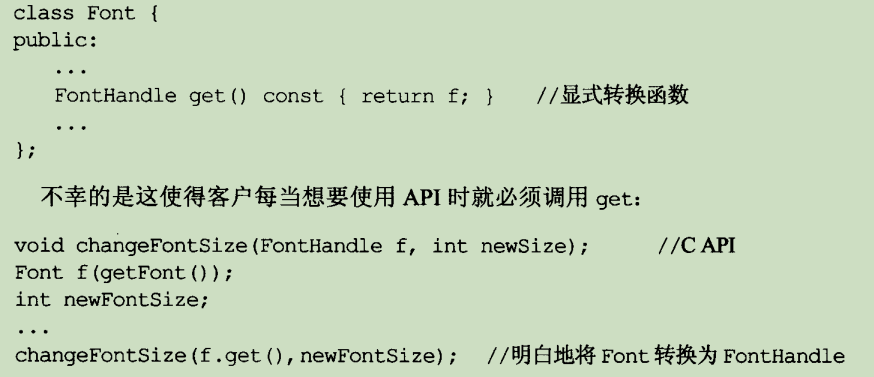 class Font {
public:
   ...
   FontHandle get() const { return f; }   //显式转换函数
   ...
};
不幸的是这使得客户每当想要使用 API 时就必须调用 get:
void changeFontSize(FontHandle f, int newSize);      //C API
Font f(getFont());
int newFontSize;
...
changeFontSize(f.get(),newFontSize);  //明白地将 Font 转换为 FontHandle